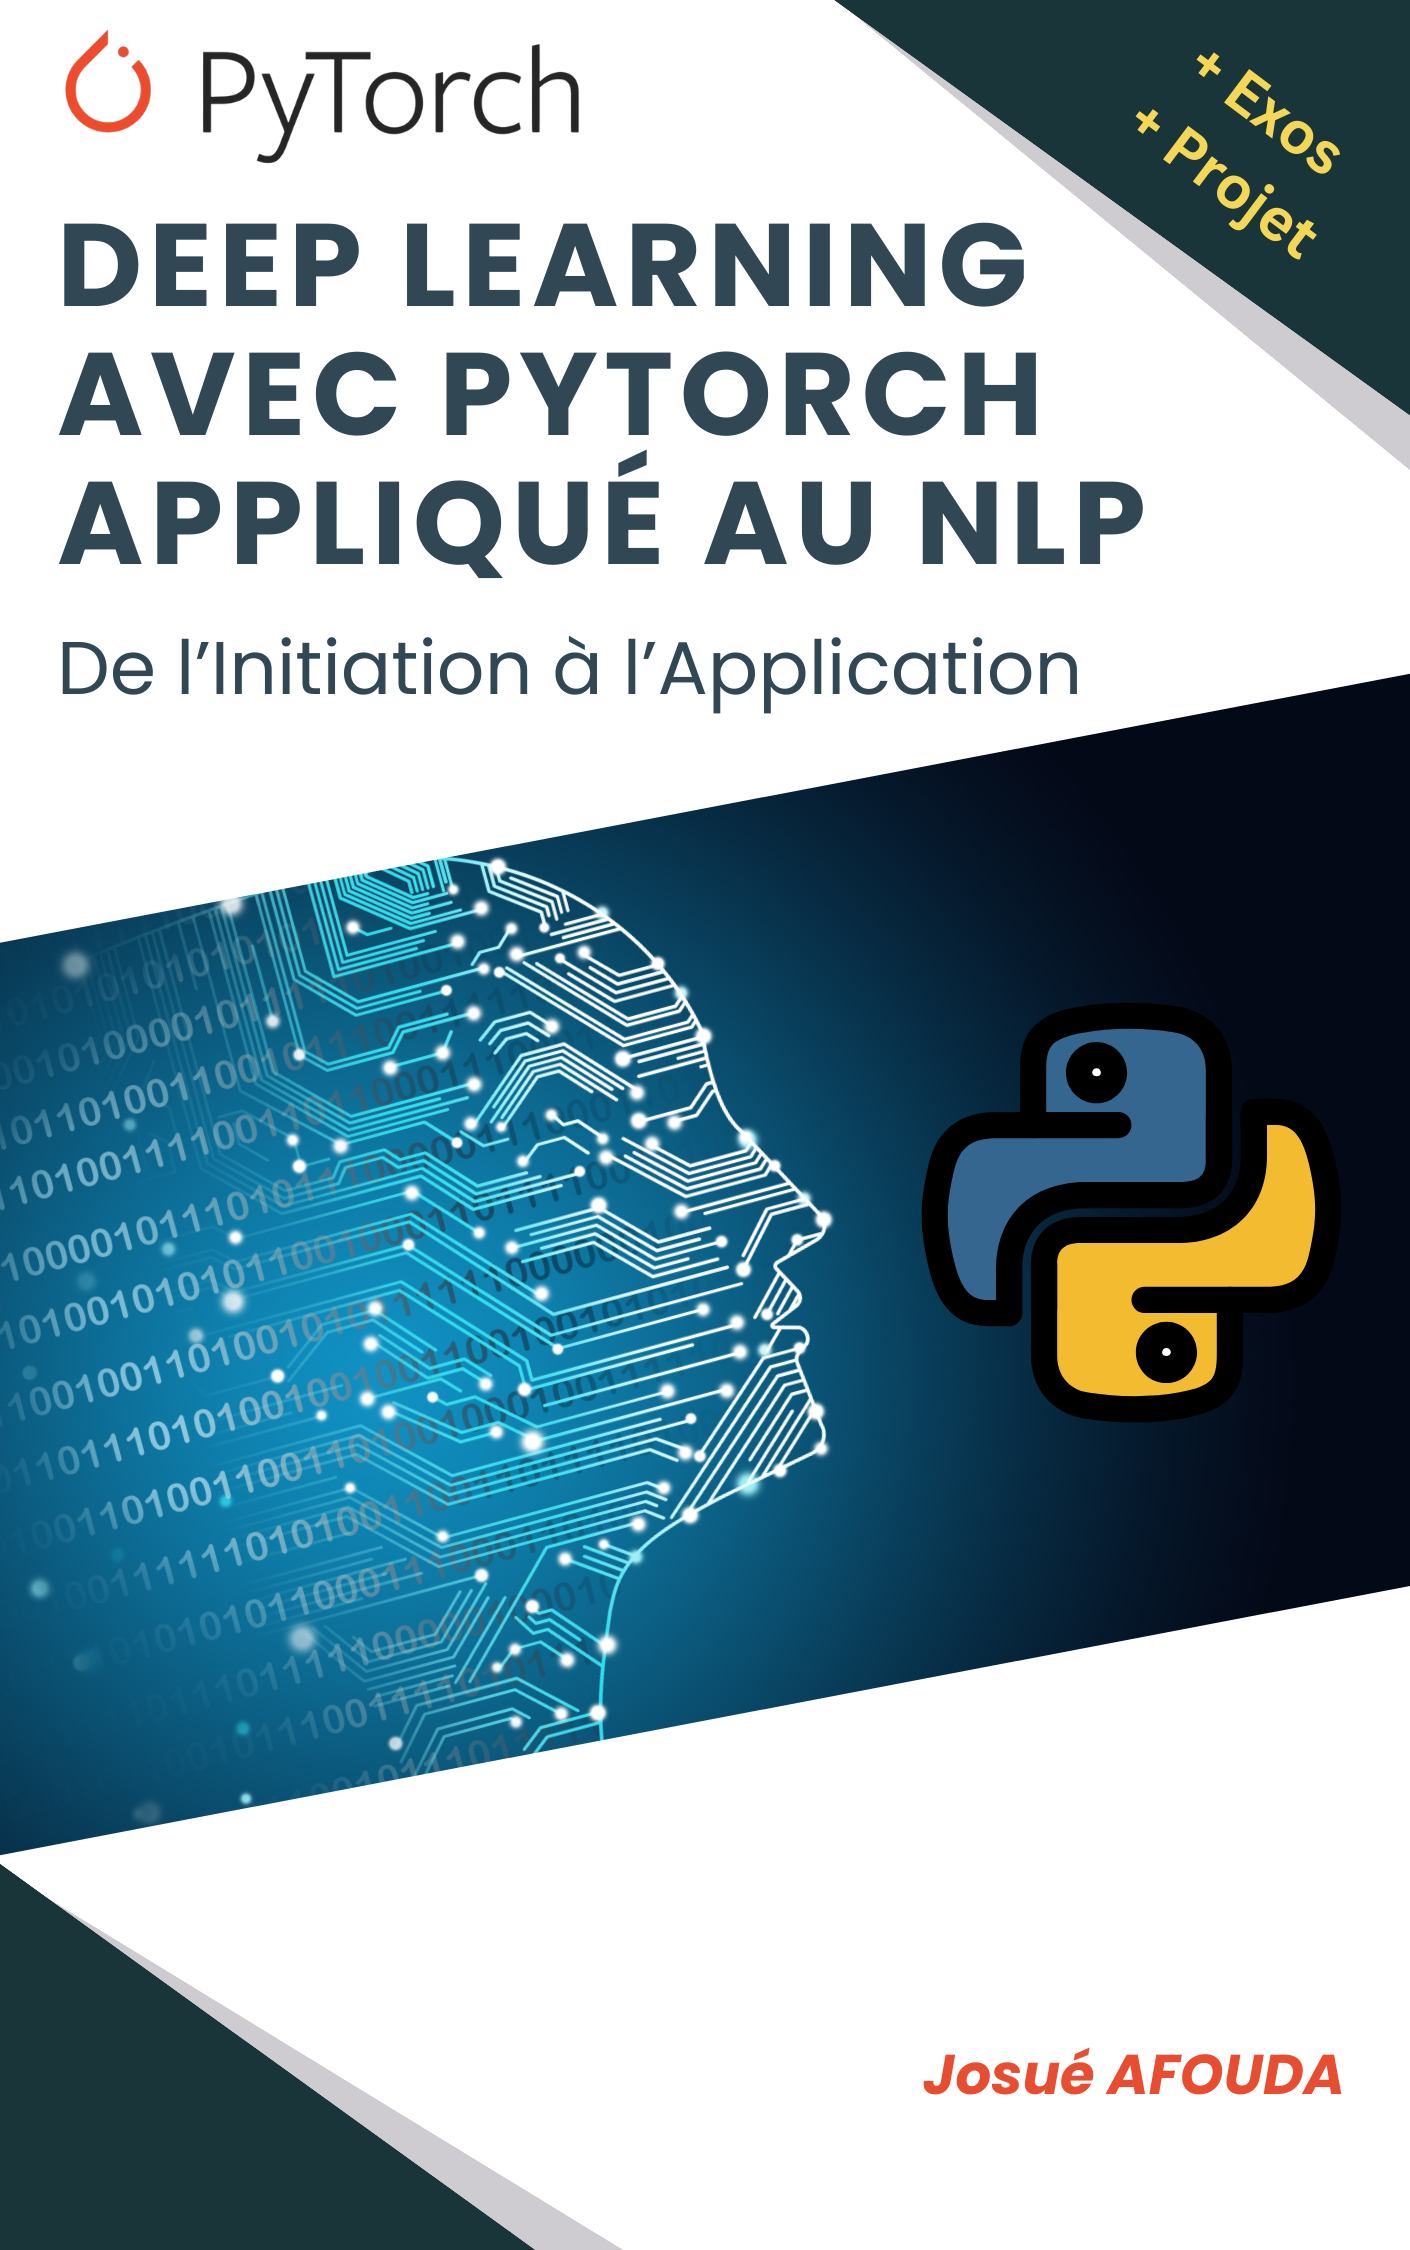 PyTorch
+ Exos
+ Projet
DEEP LEARNING
AVEC PYTORCH
APPLIQUÉ AU NLP
De l’Initiation à l’Application
Josué AFOUDA